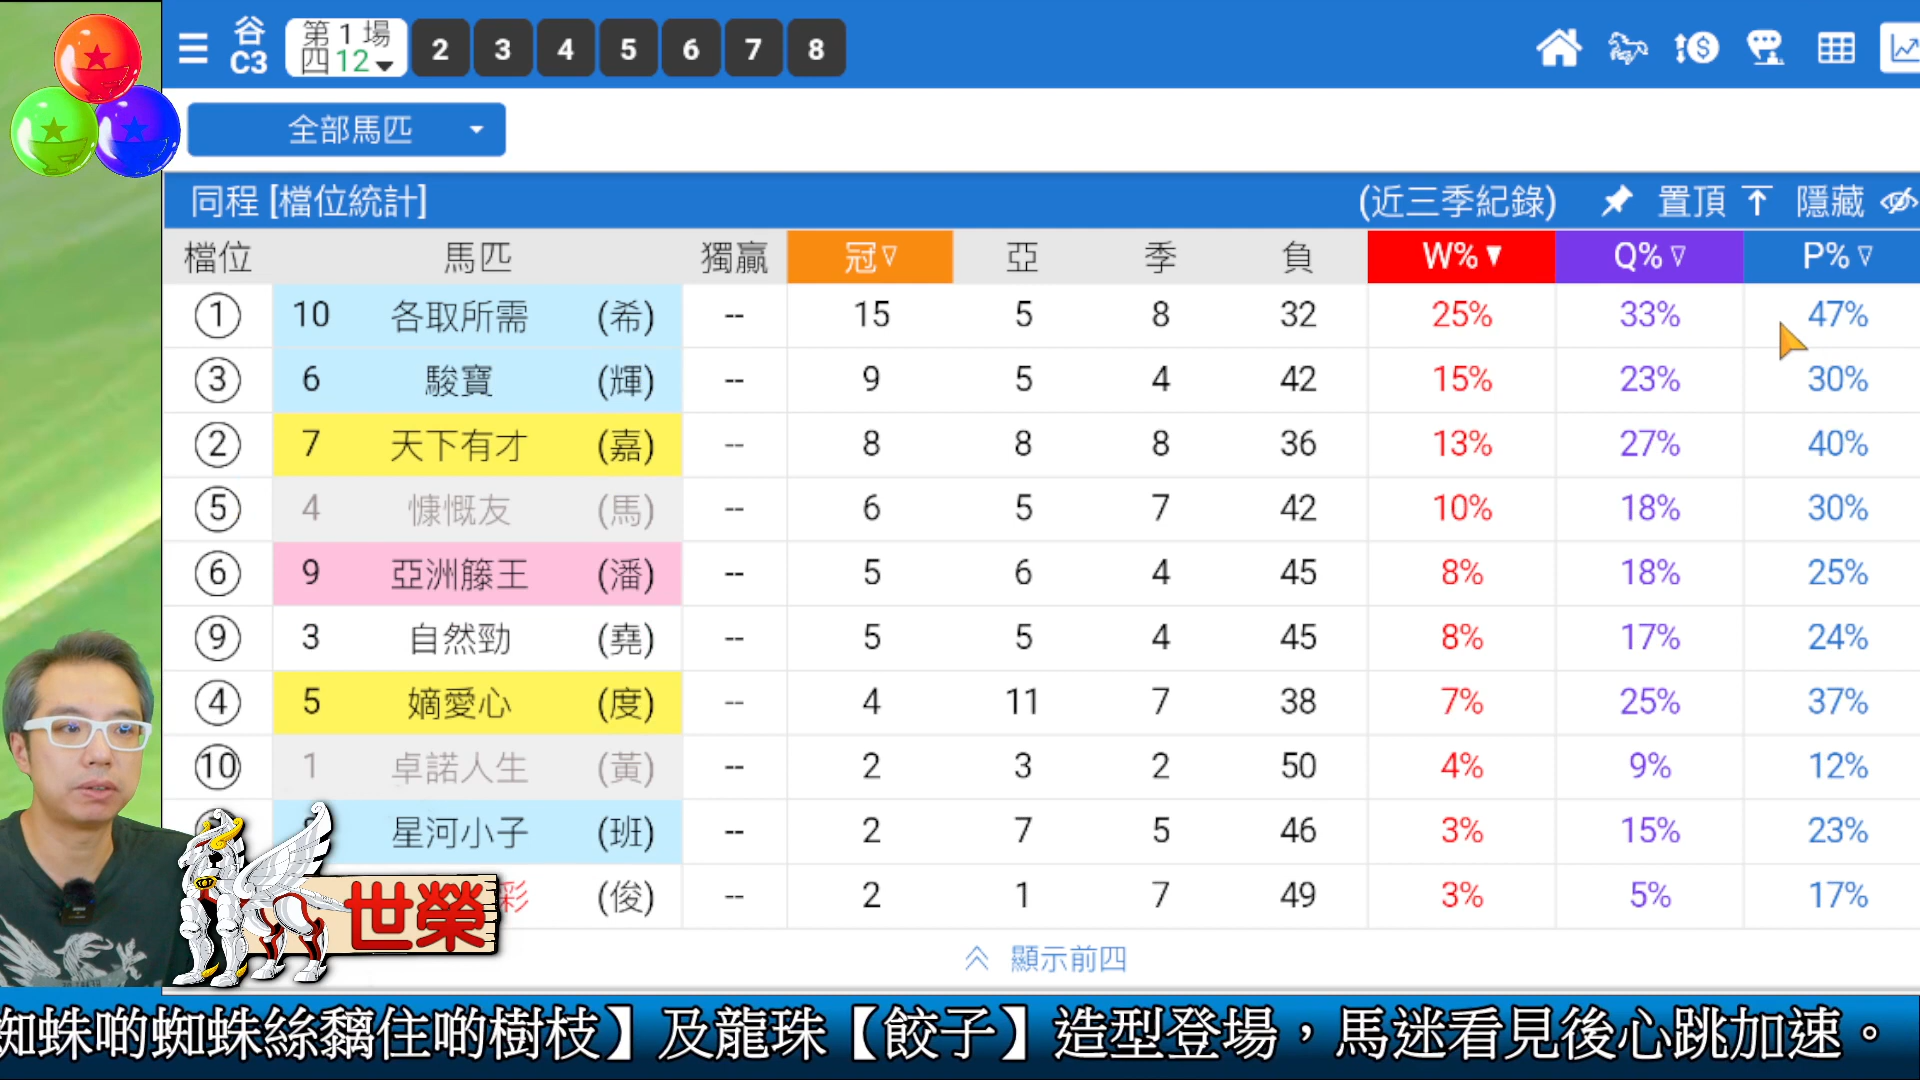 谷 C3 第 1 場 四 12 2 3 4 5 6 7 8
全部馬匹
同程 [檔位統計] (近三季紀錄) 置頂 隱藏
檔位 馬匹 獨贏 冠▽ 亞 季 負 W%▼ Q%▽ P%▽
1 10 各取所需 (希) -- 15 5 8 32 25% 33% 47%
3 6 駿寶 (輝) -- 9 5 4 42 15% 23% 30%
2 7 天下有才 (嘉) -- 8 8 8 36 13% 27% 40%
5 4 慷慨友 (馬) -- 6 5 7 42 10% 18% 30%
6 9 亞洲籐王 (潘) -- 5 6 4 45 8% 18% 25%
9 3 自然勁 (堯) -- 5 5 4 45 8% 17% 24%
4 5 嫡愛心 (度) -- 4 11 7 38 7% 25% 37%
10 1 卓諾人生 (黃) -- 2 3 2 50 4% 9% 12%
星河小子 (班) -- 2 7 5 46 3% 15% 23%
彩 (俊) -- 2 1 7 49 3% 5% 17%
世榮
顯示前四
蜘蛛啲蜘蛛絲黐住啲樹枝】及龍珠【餃子】造型登場，馬迷看見後心跳加速。